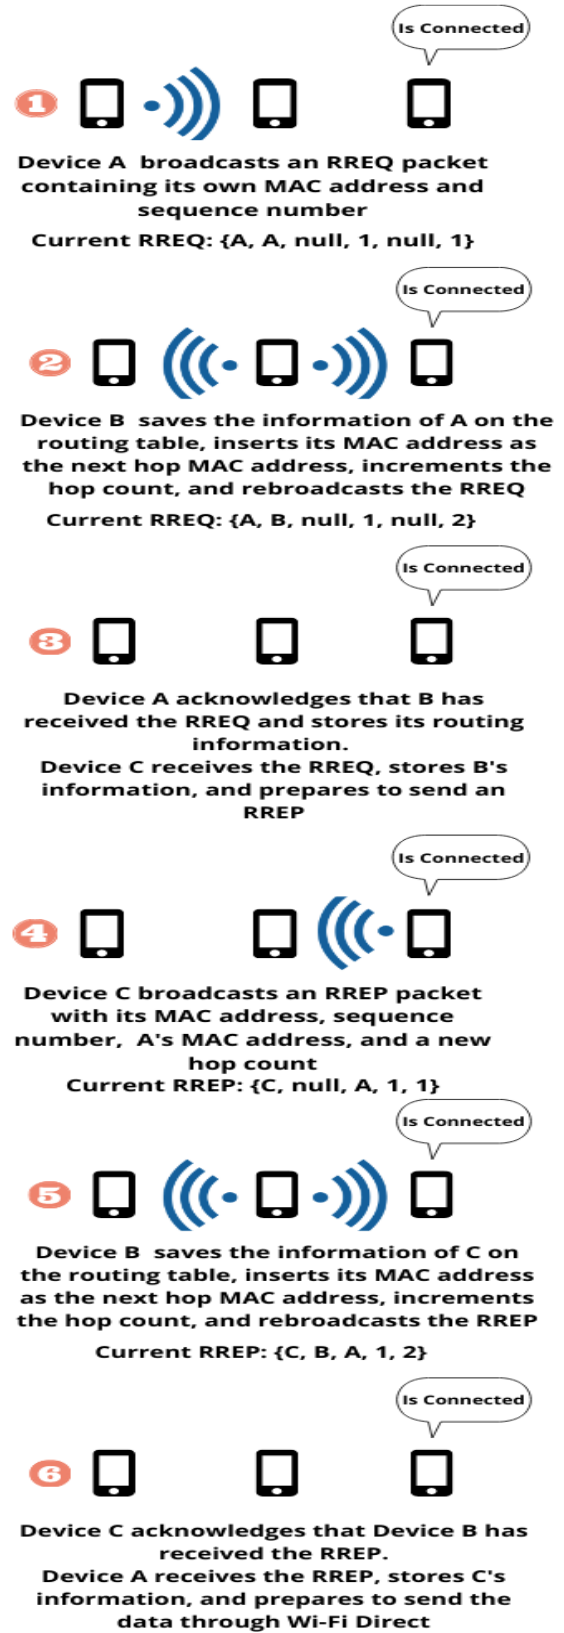 Is Connected
1
Device A broadcasts an RREQ packet
containing its own MAC address and
sequence number
Current RREQ: {A, A, null, 1, null, 1}
Is Connected
2
Device B saves the information of A on the
routing table, inserts its MAC address as
the next hop MAC address, increments the
hop count, and rebroadcasts the RREQ
Current RREQ: {A, B, null, 1, null, 2}
Is Connected
3
Device A acknowledges that B has
received the RREQ and stores its routing
information.
Device C receives the RREQ, stores B's
information, and prepares to send an
RREP
Is Connected
4
Device C broadcasts an RREP packet
with its MAC address, sequence
number, A's MAC address, and a new
hop count
Current RREP: {C, null, A, 1, 1}
Is Connected
5
Device B saves the information of C on
the routing table, inserts its MAC address
as the next hop MAC address, increments
the hop count, and rebroadcasts the RREP
Current RREP: {C, B, A, 1, 2}
Is Connected
6
Device C acknowledges that Device B has
received the RREP.
Device A receives the RREP, stores C's
information, and prepares to send the
data through Wi-Fi Direct